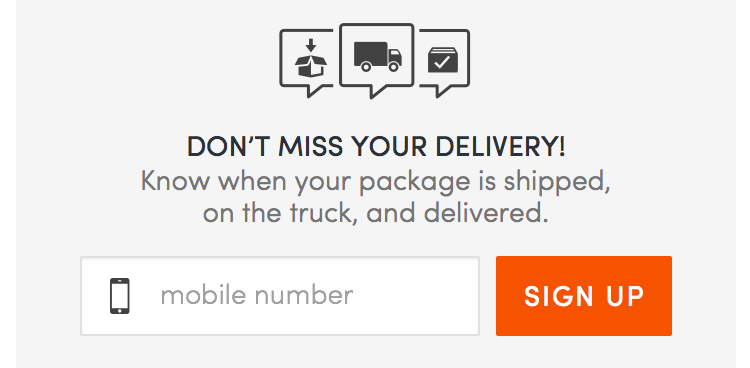 DON’T MISS YOUR DELIVERY!
Know when your package is shipped,
on the truck, and delivered.
mobile number
SIGN UP